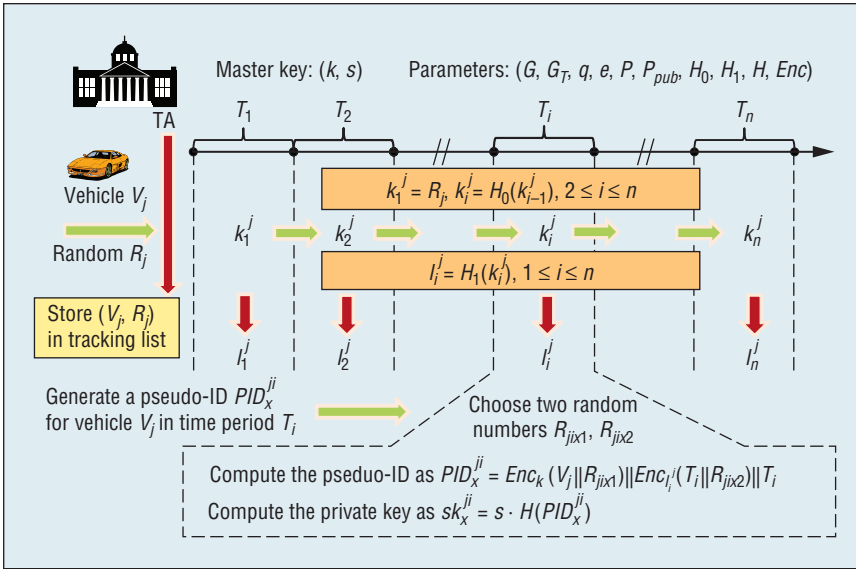 Master key: (k, s)
Parameters: (G, G_T, q, e, P, P_pub, H_0, H_1, H, Enc)
TA
T_1
T_2
T_i
T_n
Vehicle V_j
k_1^j = R_j, k_i^j = H_0(k_{i–1}^j), 2 ≤ i ≤ n
Random R_j
k_1^j
k_2^j
k_i^j
k_n^j
l_i^j = H_1(k_i^j), 1 ≤ i ≤ n
Store (V_j, R_j)
in tracking list
l_1^j
l_2^j
l_i^j
l_n^j
Generate a pseudo-ID PID_x^{ji}
for vehicle V_j in time period T_i
Choose two random
numbers R_{jix1}, R_{jix2}
Compute the pseduo-ID as PID_x^{ji} = Enc_k (V_j||R_{jix1})||Enc_{l_i^j}(T_i||R_{jix2})||T_i
Compute the private key as sk_x^{ji} = s · H(PID_x^{ji})